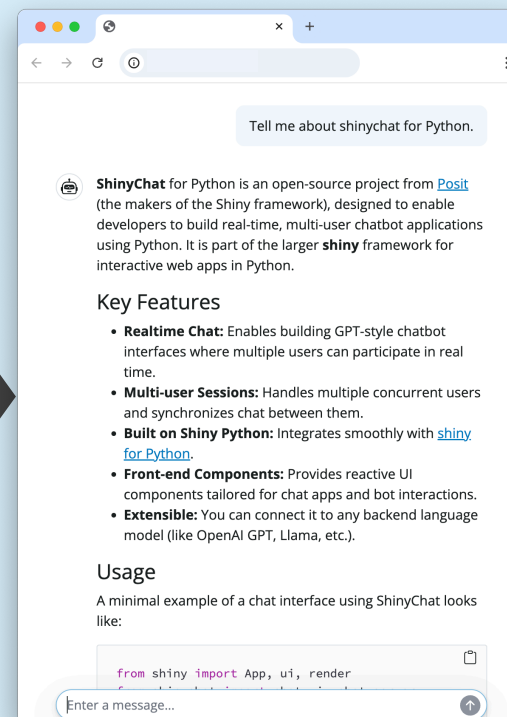 Tell me about shinychat for Python.
ShinyChat for Python is an open-source project from Posit
(the makers of the Shiny framework), designed to enable
developers to build real-time, multi-user chatbot applications
using Python. It is part of the larger shiny framework for
interactive web apps in Python.
Key Features
• Realtime Chat: Enables building GPT-style chatbot
interfaces where multiple users can participate in real
time.
• Multi-user Sessions: Handles multiple concurrent users
and synchronizes chat between them.
• Built on Shiny Python: Integrates smoothly with shiny
for Python.
• Front-end Components: Provides reactive UI
components tailored for chat apps and bot interactions.
• Extensible: You can connect it to any backend language
model (like OpenAI GPT, Llama, etc.).
Usage
A minimal example of a chat interface using ShinyChat looks
like:
from shiny import App, ui, render
Enter a message...